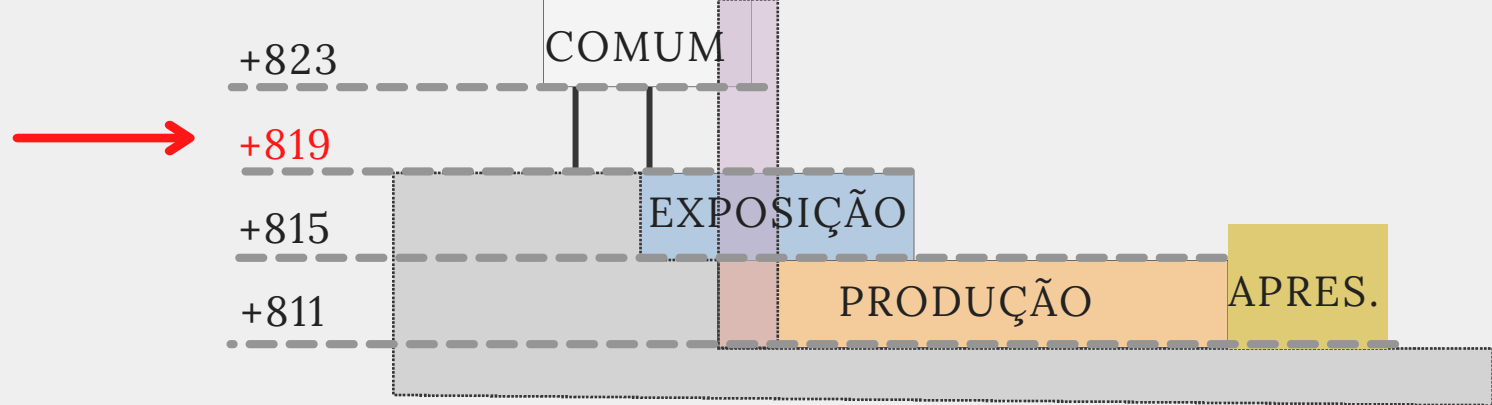 COMUM
+823
+819
EXPOSIÇÃO
+815
PRODUÇÃO
APRES.
+811